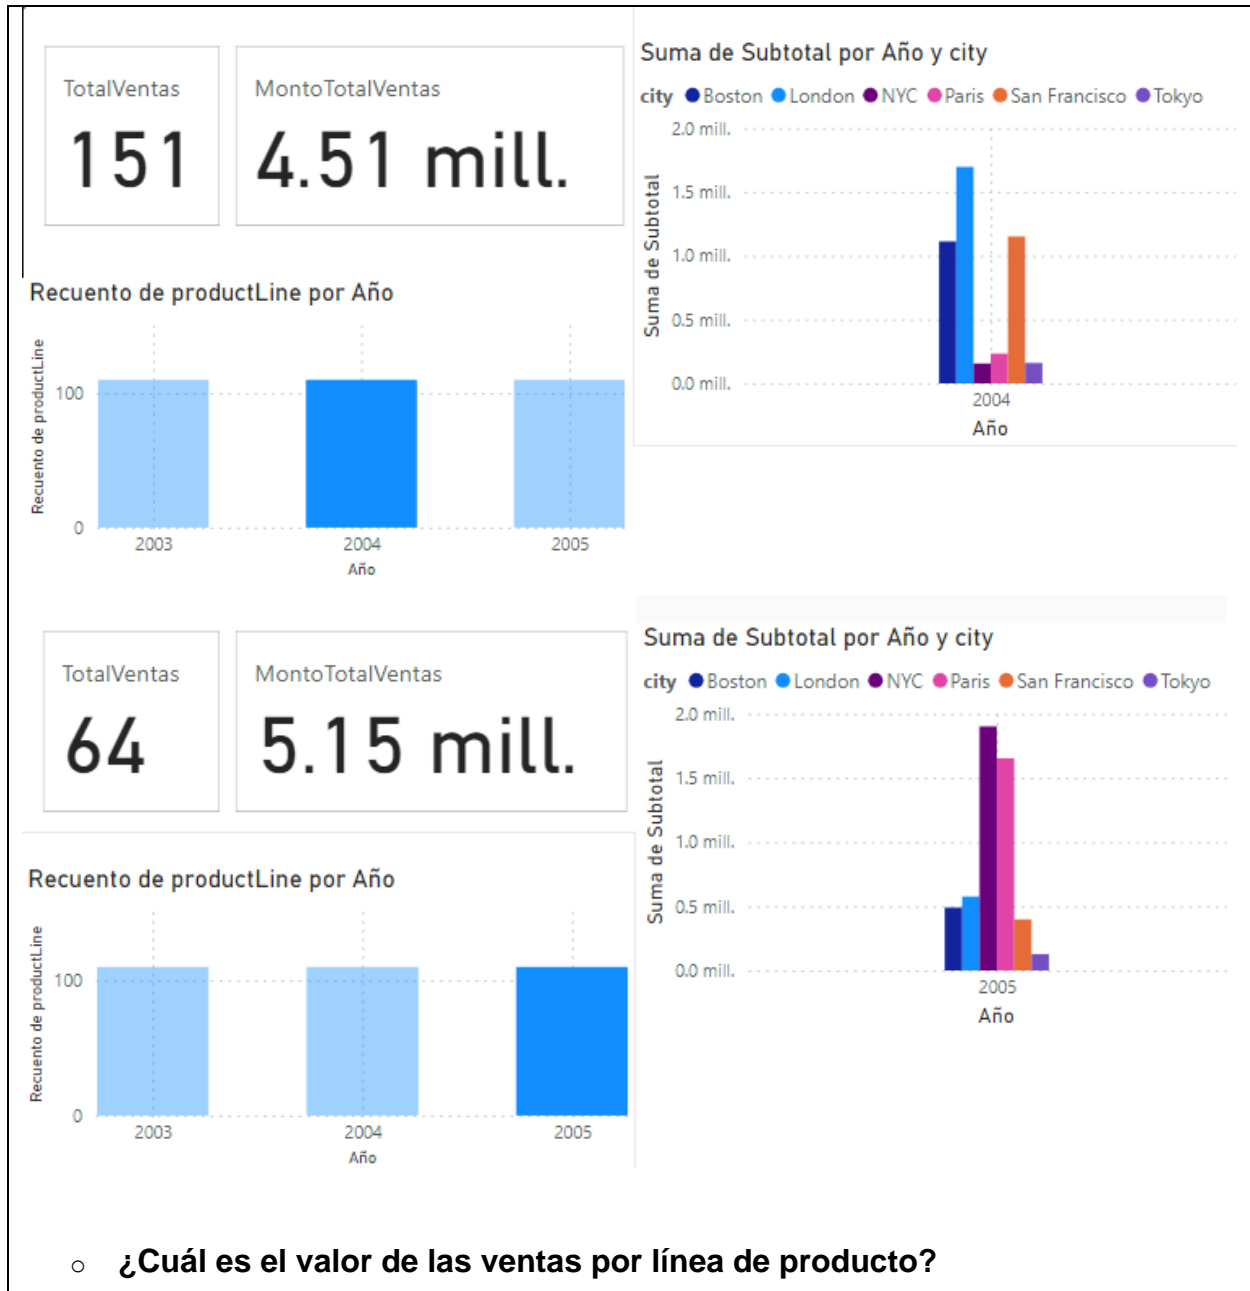 TotalVentas
151
MontoTotalVentas
4.51 mill.
Suma de Subtotal por Año y city
city Boston London NYC Paris San Francisco Tokyo
2.0 mill.
1.5 mill.
1.0 mill.
0.5 mill.
0.0 mill.
Suma de Subtotal
2004
Año
Recuento de productLine por Año
Recuento de productLine
100
0
2003 2004 2005
Año
TotalVentas
64
MontoTotalVentas
5.15 mill.
Suma de Subtotal por Año y city
city Boston London NYC Paris San Francisco Tokyo
2.0 mill.
1.5 mill.
1.0 mill.
0.5 mill.
0.0 mill.
Suma de Subtotal
2005
Año
Recuento de productLine por Año
Recuento de productLine
100
0
2003 2004 2005
Año
○ ¿Cuál es el valor de las ventas por línea de producto?